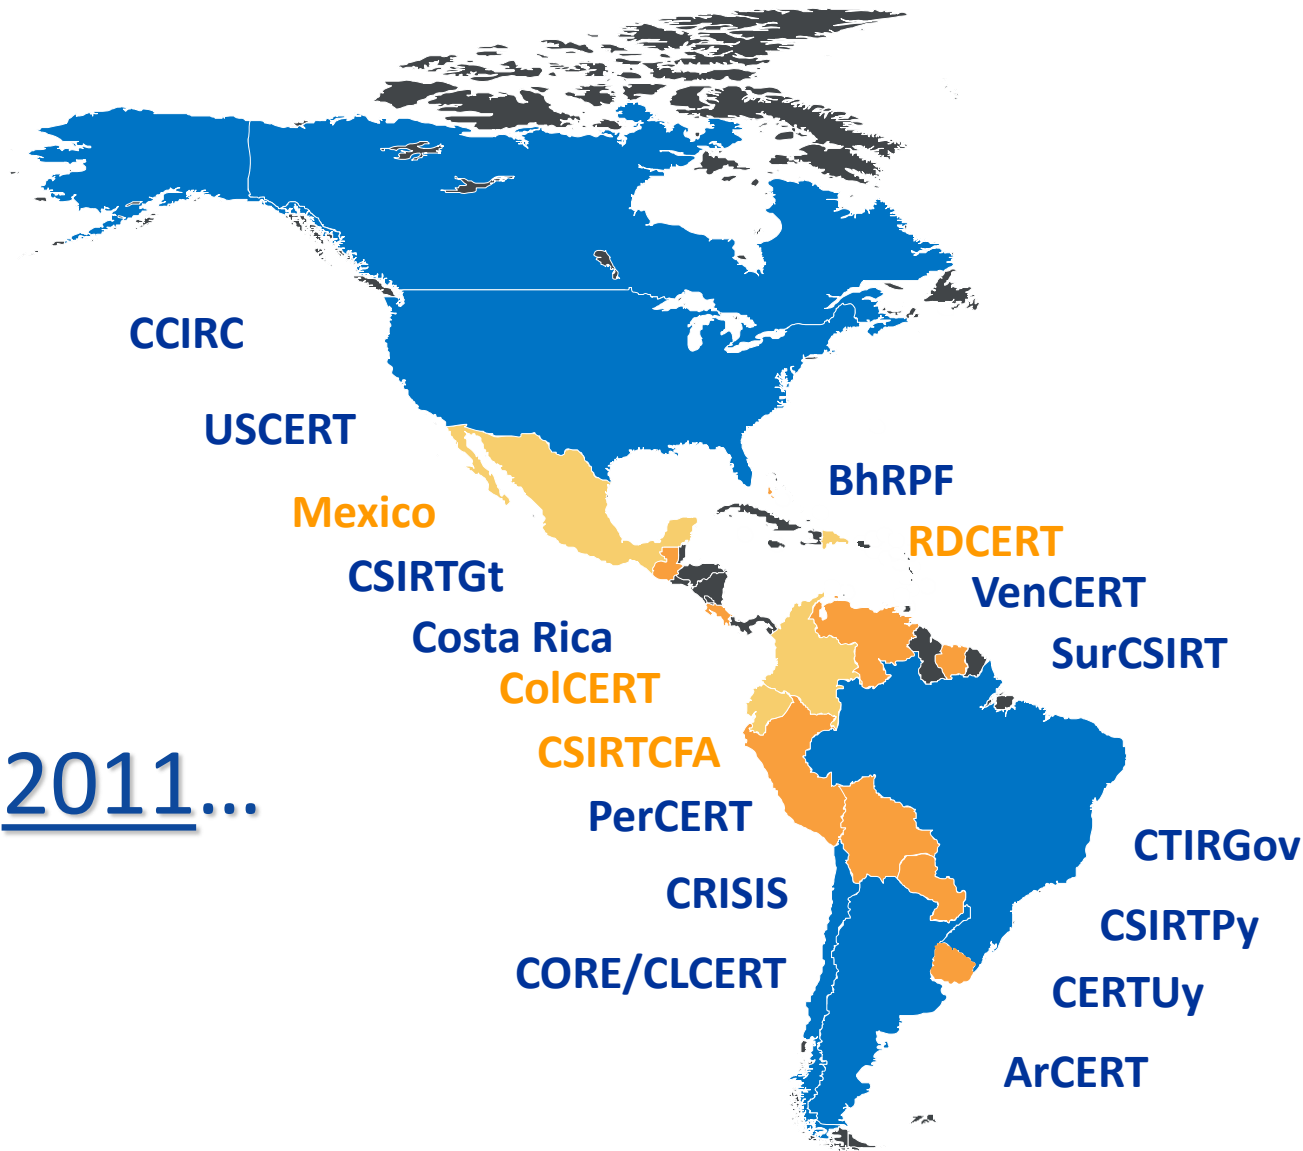 CCIRC
USCERT
BhRPF
Mexico
RDCERT
CSIRTGt
VenCERT
Costa Rica
SurCSIRT
ColCERT
CSIRTCFA
2011...
PerCERT
CTIRGov
CRISIS
CSIRTPy
CORE/CLCERT
CERTUy
ArCERT